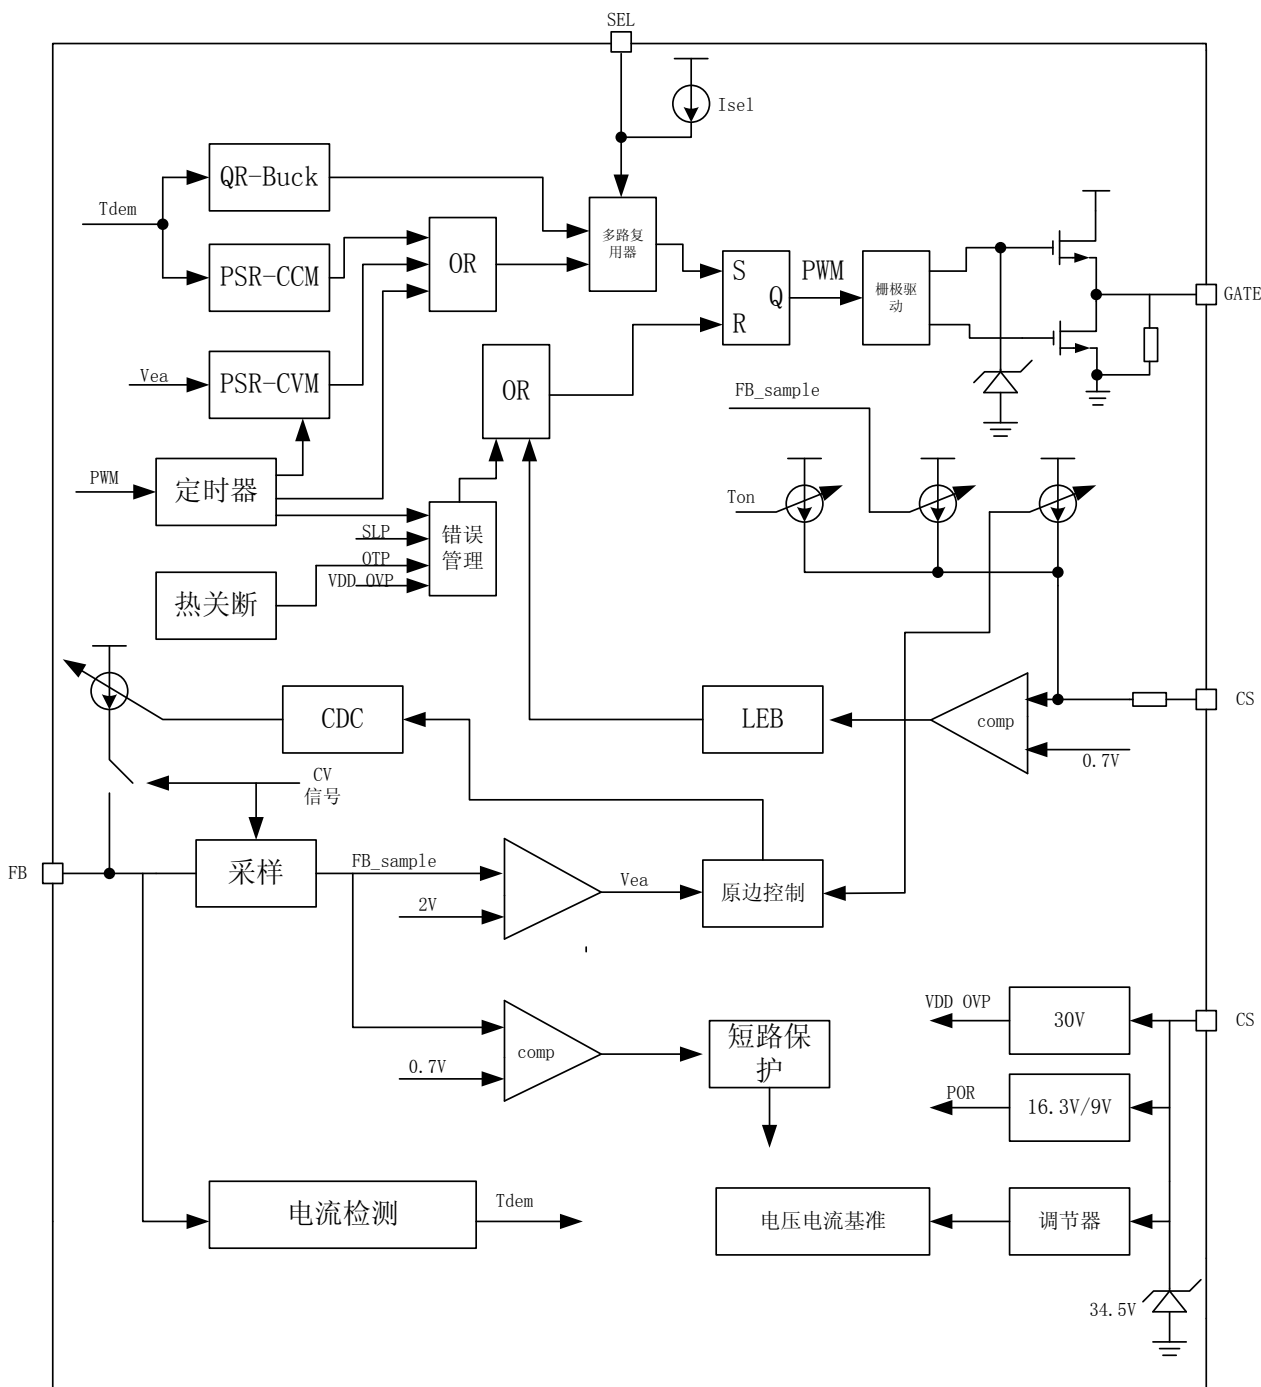 SEL
Isel
QR-Buck
Tdem
多路复
用器
OR
PSR-CCM
S
PWM
Q
R
栅极驱
动
GATE
Vea
PSR-CVM
OR
FB_sample
PWM
定时器
Ton
SLP
错误
管理
OTP
VDD_OVP
热关断
CDC
LEB
comp
CS
0.7V
CV
信号
FB
采样
FB_sample
Vea
原边控制
2V
VDD OVP
30V
CS
短路保
护
comp
0.7V
POR
16.3V/9V
电流检测
Tdem
电压电流基准
调节器
34.5V